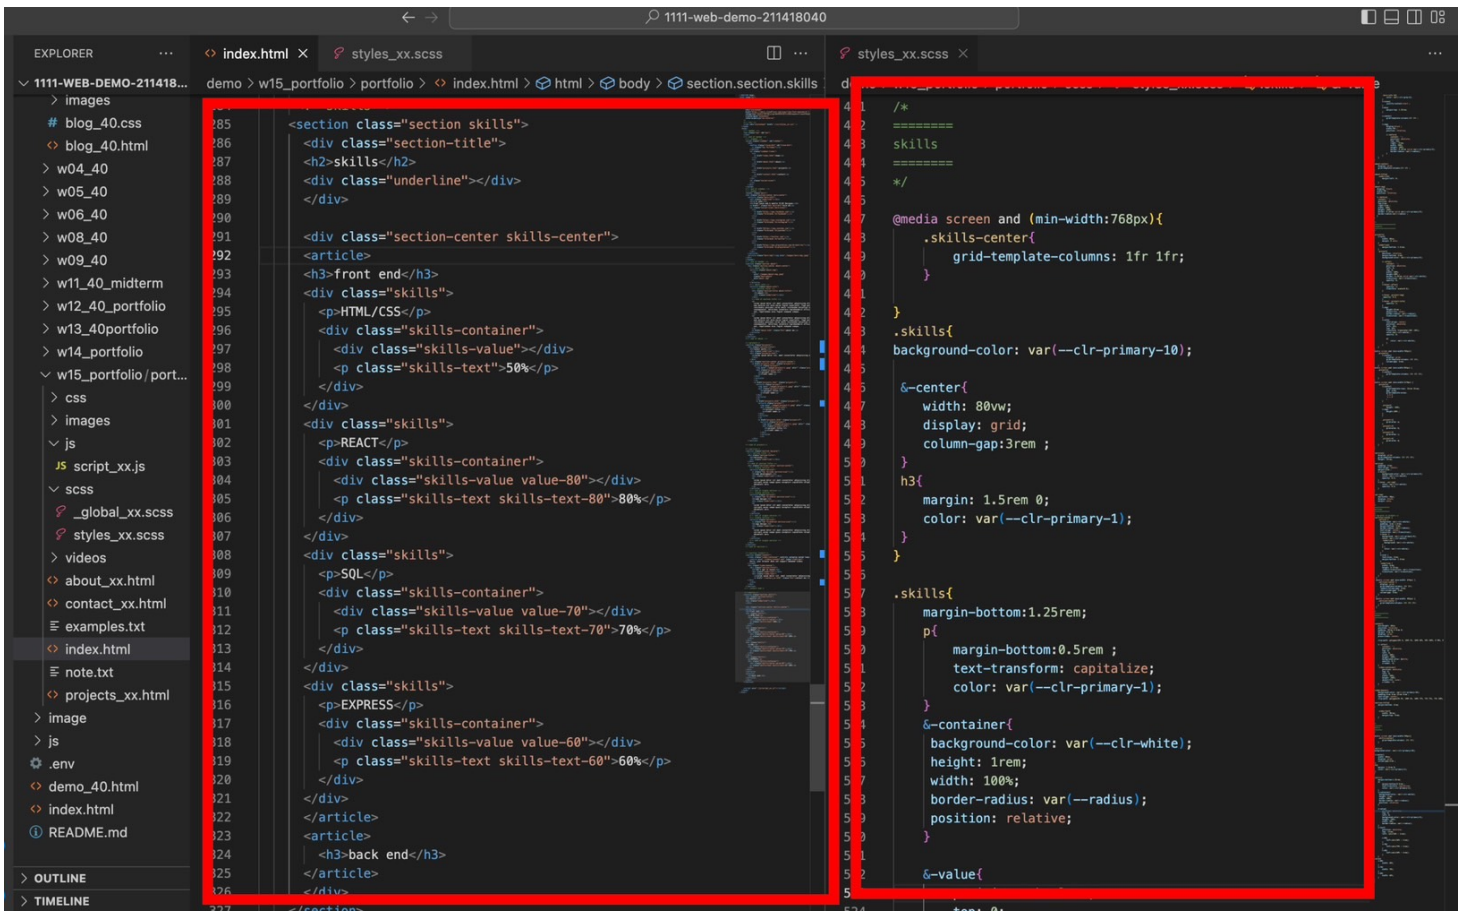 1111-web-demo-211418040
EXPLORER
1111-WEB-DEMO-211418...
images
blog_40.css
blog_40.html
w04_40
w05_40
w06_40
w08_40
w09_40
w11_40_midterm
w12_40_portfolio
w13_40portfolio
w14_portfolio
w15_portfolio/port...
css
images
js
script_xx.js
scss
_global_xx.scss
styles_xx.scss
videos
about_xx.html
contact_xx.html
examples.txt
index.html
note.txt
projects_xx.html
image
js
.env
demo_40.html
index.html
README.md
OUTLINE
TIMELINE
index.html
styles_xx.scss
demo > w15_portfolio > portfolio > index.html > html > body > section.section.skills
285 <section class="section skills">
286 <div class="section-title">
287 <h2>skills</h2>
288 <div class="underline"></div>
289 </div>
290
291 <div class="section-center skills-center">
292 <article>
293 <h3>front end</h3>
294 <div class="skills">
295 <p>HTML/CSS</p>
296 <div class="skills-container">
297 <div class="skills-value"></div>
298 <p class="skills-text">50%</p>
299 </div>
300 </div>
301 <div class="skills">
302 <p>REACT</p>
303 <div class="skills-container">
304 <div class="skills-value value-80"></div>
305 <p class="skills-text skills-text-80">80%</p>
306 </div>
307 </div>
308 <div class="skills">
309 <p>SQL</p>
310 <div class="skills-container">
311 <div class="skills-value value-70"></div>
312 <p class="skills-text skills-text-70">70%</p>
313 </div>
314 </div>
315 <div class="skills">
316 <p>EXPRESS</p>
317 <div class="skills-container">
318 <div class="skills-value value-60"></div>
319 <p class="skills-text skills-text-60">60%</p>
320 </div>
321 </div>
322 </article>
323 <article>
324 <h3>back end</h3>
325 </article>
326 </div>
327 </section>
styles_xx.scss
/*
========
skills
========
*/
@media screen and (min-width:768px){
.skills-center{
grid-template-columns: 1fr 1fr;
}
}
.skills{
background-color: var(--clr-primary-10);
&-center{
width: 80vw;
display: grid;
column-gap:3rem ;
}
h3{
margin: 1.5rem 0;
color: var(--clr-primary-1);
}
}
.skills{
margin-bottom:1.25rem;
p{
margin-bottom:0.5rem ;
text-transform: capitalize;
color: var(--clr-primary-1);
}
&-container{
background-color: var(--clr-white);
height: 1rem;
width: 100%;
border-radius: var(--radius);
position: relative;
}
&-value{
524 top: 0;